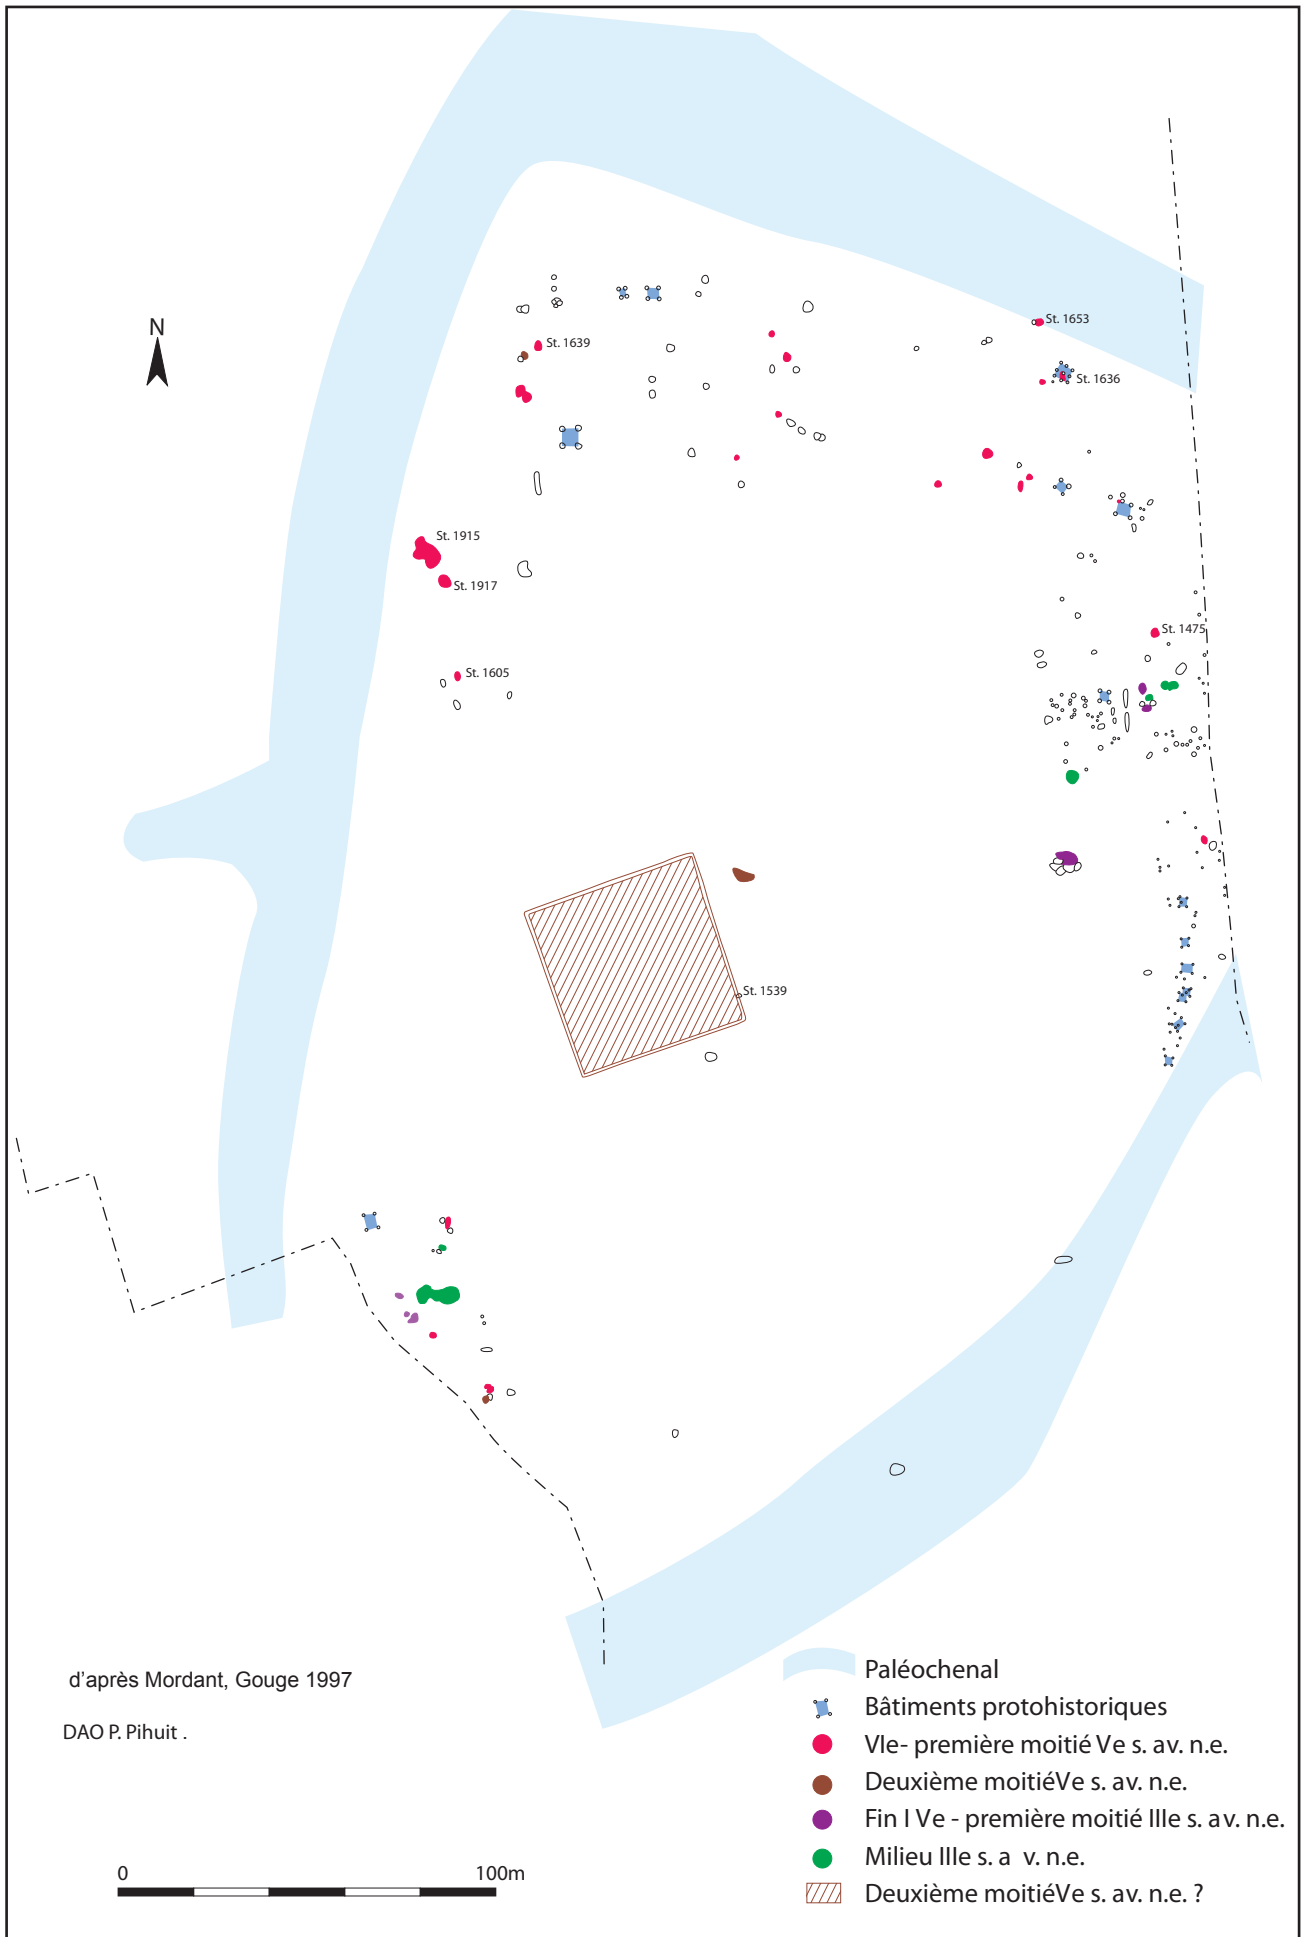 N
St. 1653
St. 1639
St. 1636
St. 1915
St. 1917
St. 1475
St. 1605
St. 1539
d'après Mordant, Gouge 1997
DAO P. Pihuit .
Paléochenal
Bâtiments protohistoriques
VIe- première moitié Ve s. av. n.e.
Deuxième moitiéVe s. av. n.e.
Fin I Ve - première moitié IIIe s. av. n.e.
Milieu IIIe s. a v. n.e.
Deuxième moitiéVe s. av. n.e. ?
0 100m